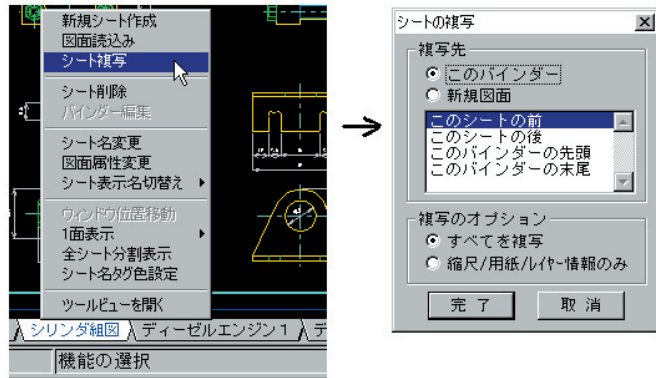 新規シート作成
図面読込み
シート複写
シート削除
バインダー編集
シート名変更
図面属性変更
シート表示名切替え
ウィンドウ位置移動
1面表示
全シート分割表示
シート名タグ色設定
ツールビューを開く
シリンダ組図 ディーゼルエンジン1 デ
機能の選択
シートの複写
複写先
このバインダー
新規図面
このシートの前
このシートの後
このバインダーの先頭
このバインダーの末尾
複写のオプション
すべてを複写
縮尺/用紙/レイヤー情報のみ
完了 取消